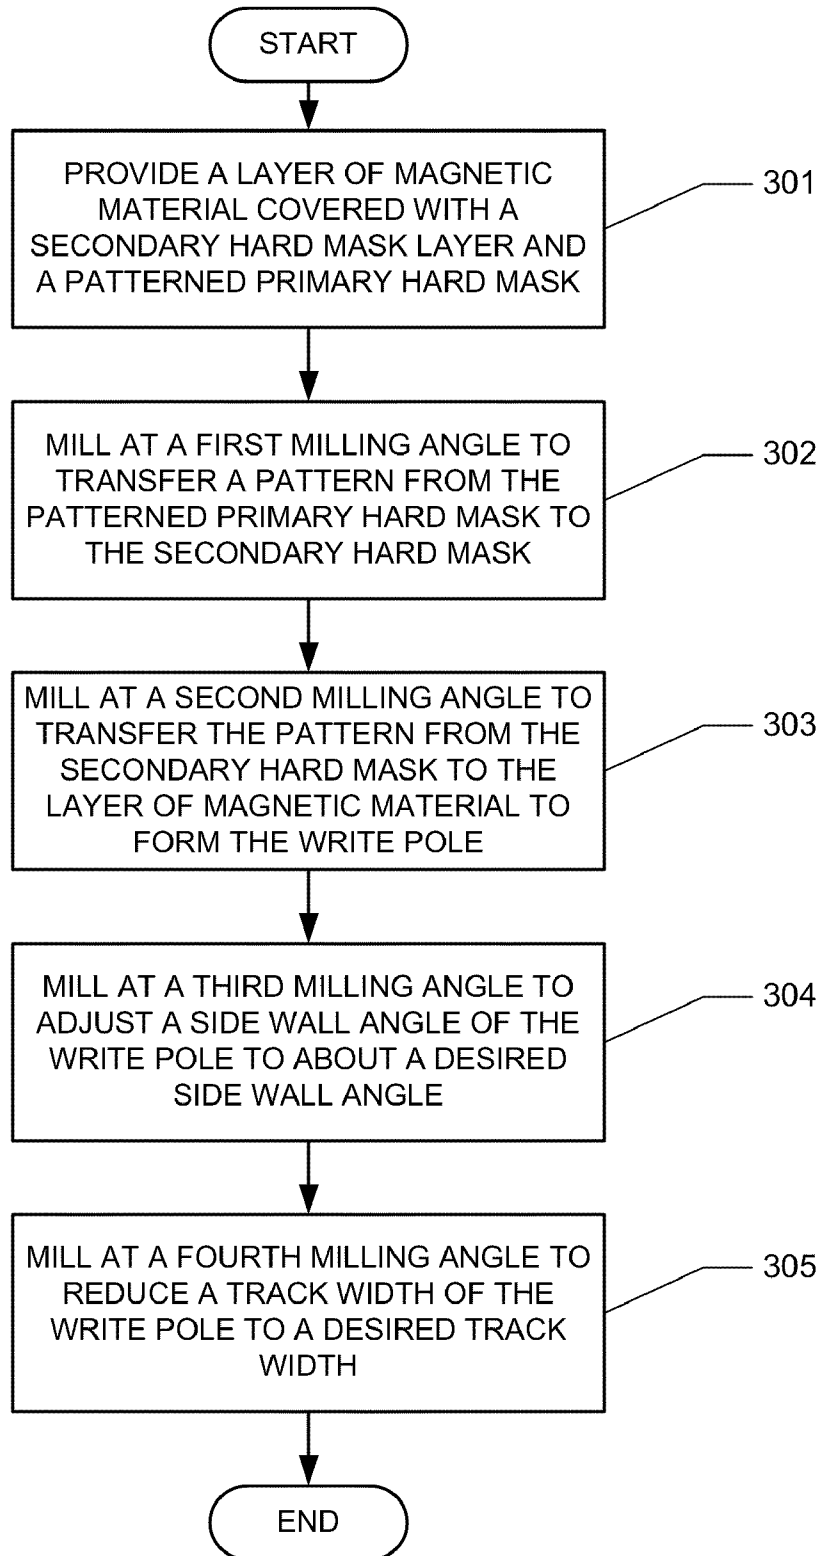 START
PROVIDE A LAYER OF MAGNETIC
MATERIAL COVERED WITH A
SECONDARY HARD MASK LAYER AND
A PATTERNED PRIMARY HARD MASK
301
MILL AT A FIRST MILLING ANGLE TO
TRANSFER A PATTERN FROM THE
PATTERNED PRIMARY HARD MASK TO
THE SECONDARY HARD MASK
302
MILL AT A SECOND MILLING ANGLE TO
TRANSFER THE PATTERN FROM THE
SECONDARY HARD MASK TO THE
LAYER OF MAGNETIC MATERIAL TO
FORM THE WRITE POLE
303
MILL AT A THIRD MILLING ANGLE TO
ADJUST A SIDE WALL ANGLE OF THE
WRITE POLE TO ABOUT A DESIRED
SIDE WALL ANGLE
304
MILL AT A FOURTH MILLING ANGLE TO
REDUCE A TRACK WIDTH OF THE
WRITE POLE TO A DESIRED TRACK
WIDTH
305
END